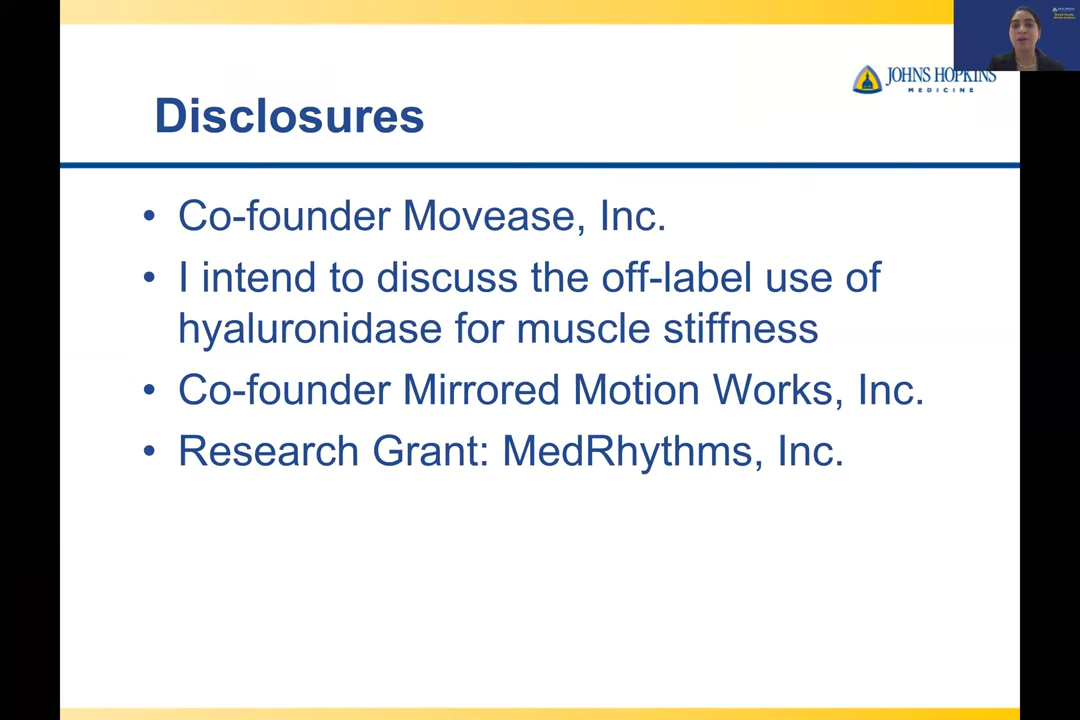 JOHNS HOPKINS
MEDICINE
Disclosures
• Co-founder Movease, Inc.
• I intend to discuss the off-label use of
hyaluronidase for muscle stiffness
• Co-founder Mirrored Motion Works, Inc.
• Research Grant: MedRhythms, Inc.